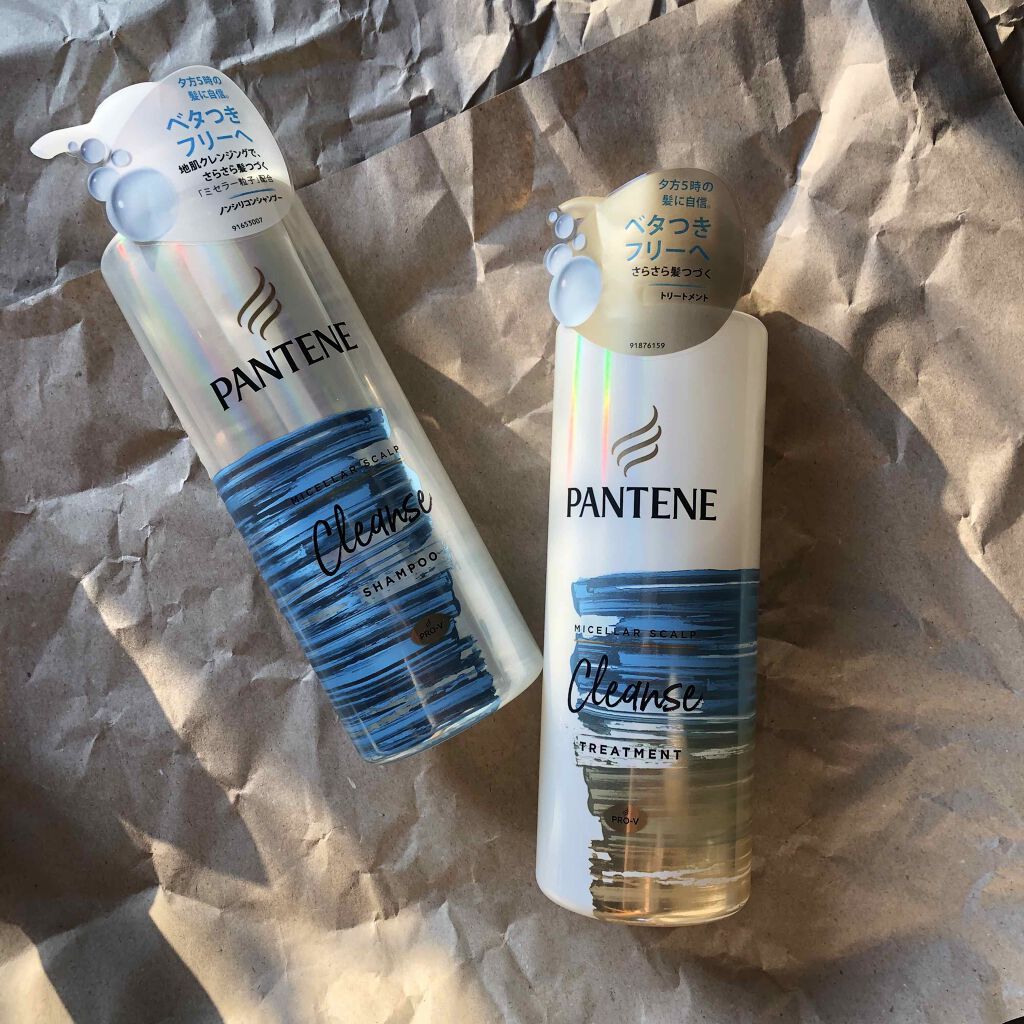 夕方5時の
髪に自信。
ベタつき
フリーへ
地肌クレンジングで、
さらさら髪つづく
「ミセラー粒子」配合
ノンシリコンシャンプー
91653007
PANTENE
MICELLAR SCALP
Cleanse
SHAMPOO
PRO-V
夕方5時の
髪に自信。
ベタつき
フリーへ
さらさら髪つづく
トリートメント
91876159
PANTENE
MICELLAR SCALP
Cleanse
TREATMENT
PRO-V